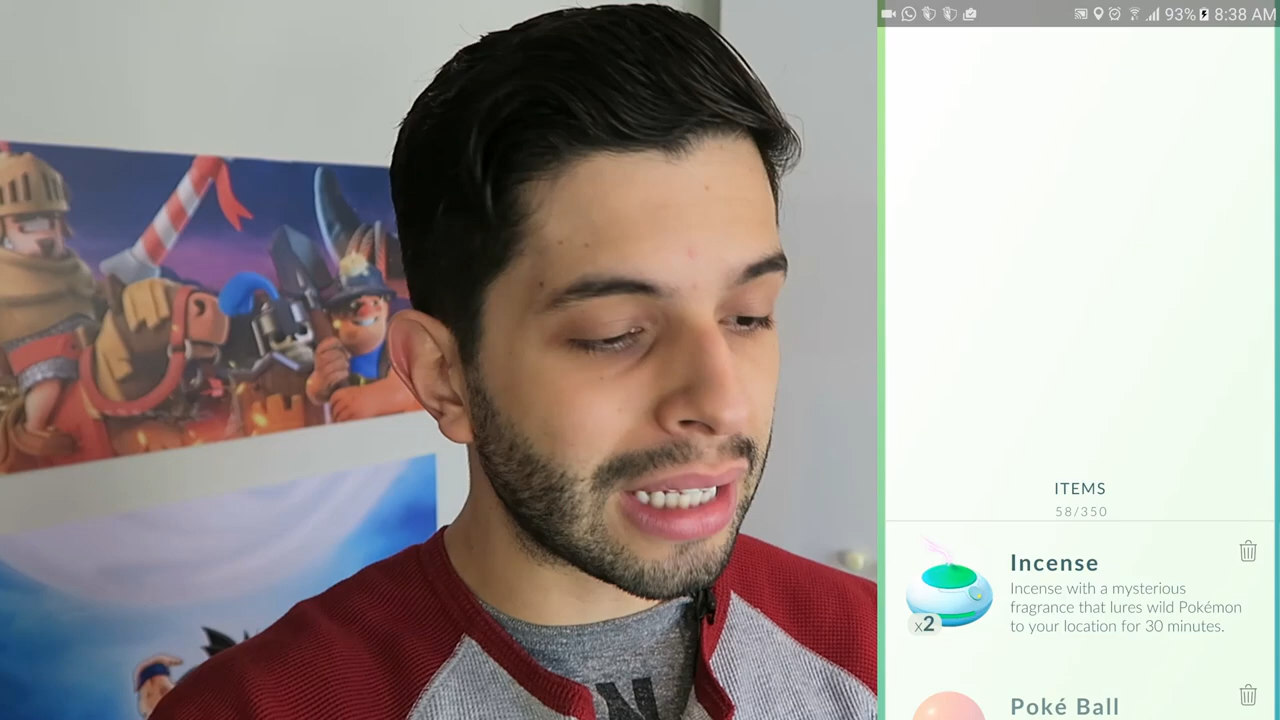 93% 8:38 AM
ITEMS
58/350
Incense
Incense with a mysterious
fragrance that lures wild Pokémon
to your location for 30 minutes.
x2
Poké Ball
N